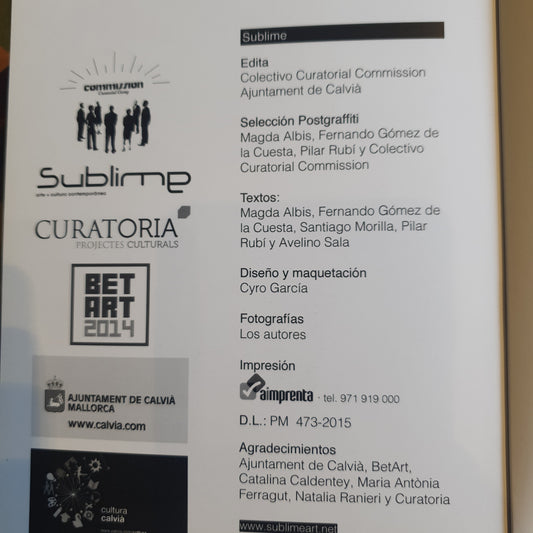 commission
Curatorial Group
Sublime
arte + cultura contemporánea
CURATORIA
PROJECTES CULTURALS
BET
ART
2014
AJUNTAMENT DE CALVIÀ
MALLORCA
www.calvia.com
cultura
calvià
Sublime
Edita
Colectivo Curatorial Commission
Ajuntament de Calvià
Selección Postgraffiti
Magda Albis, Fernando Gómez de
la Cuesta, Pilar Rubí y Colectivo
Curatorial Commission
Textos:
Magda Albis, Fernando Gómez de
la Cuesta, Santiago Morilla, Pilar
Rubí y Avelino Sala
Diseño y maquetación
Cyro García
Fotografías
Los autores
Impresión
aimprenta · tel. 971 919 000
D.L.: PM 473-2015
Agradecimientos
Ajuntament de Calvià, BetArt,
Catalina Caldentey, Maria Antònia
Ferragut, Natalia Ranieri y Curatoria
www.sublimeart.net